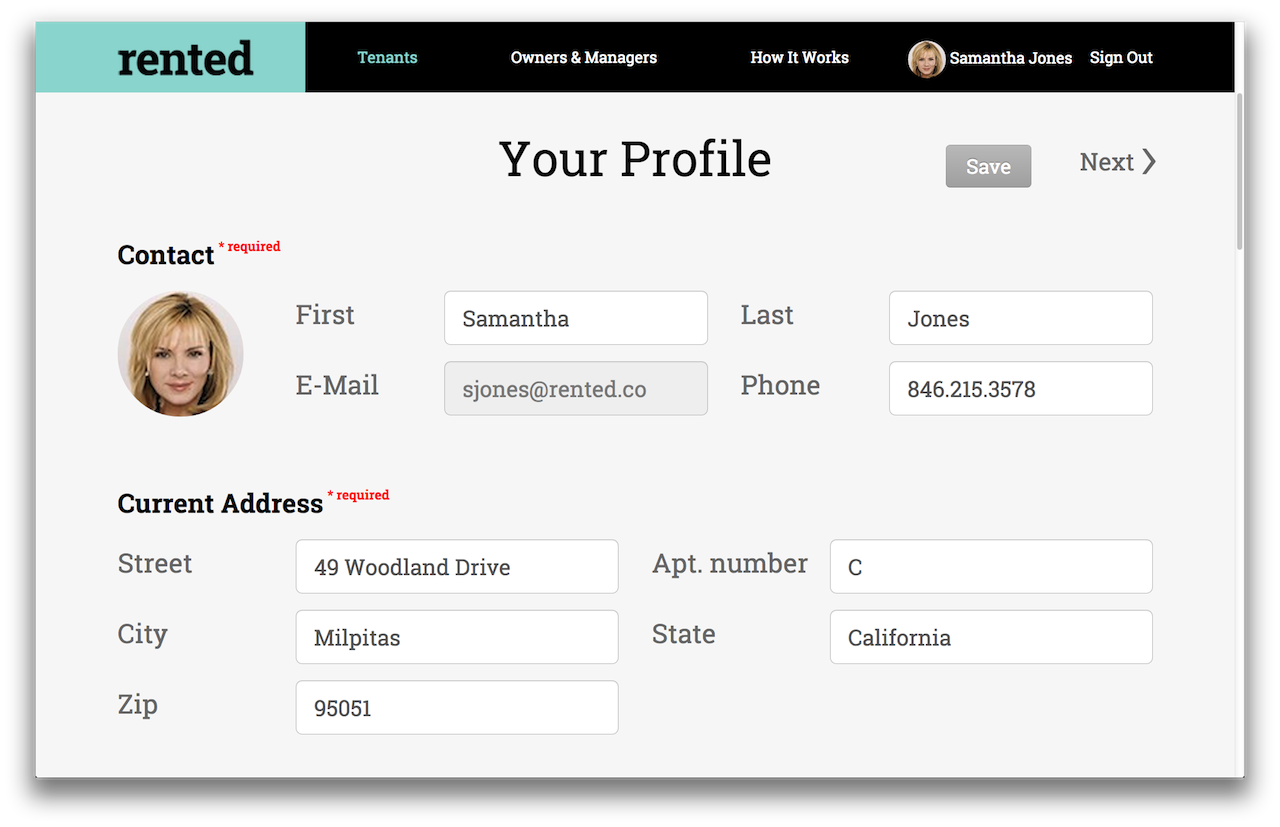 rented
Tenants Owners & Managers How It Works Samantha Jones Sign Out
Your Profile Save Next
Contact * required
First Samantha Last Jones
E-Mail sjones@rented.co Phone 846.215.3578
Current Address * required
Street 49 Woodland Drive Apt. number C
City Milpitas State California
Zip 95051